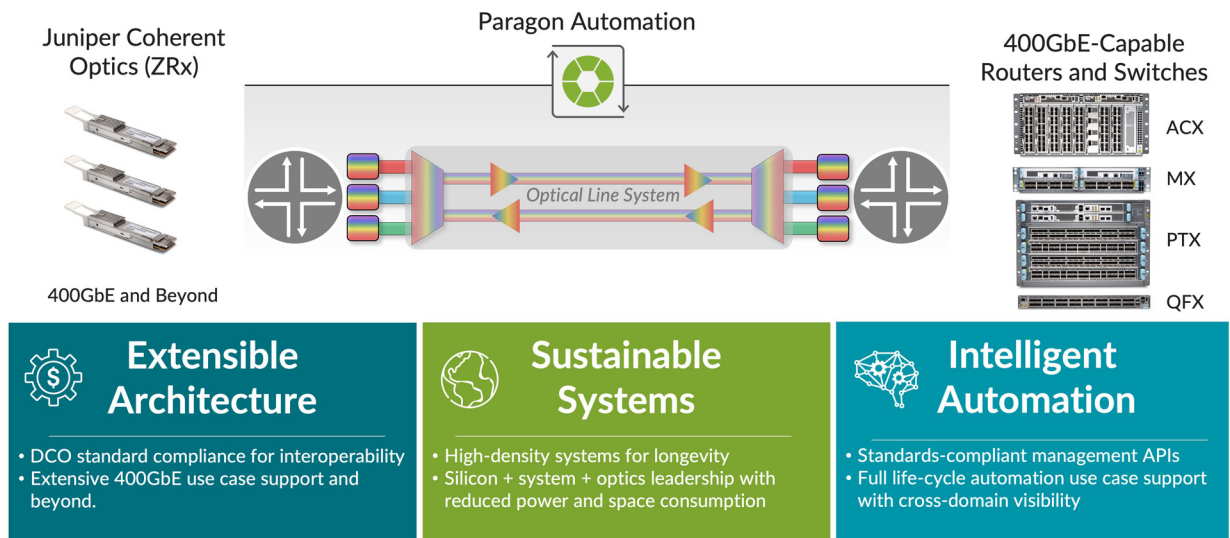 Paragon Automation
Juniper Coherent
Optics (ZRx)
400GbE and Beyond
Optical Line System
400GbE-Capable
Routers and Switches
ACX
MX
PTX
QFX
$
Extensible
Architecture
• DCO standard compliance for interoperability
• Extensive 400GbE use case support and
beyond.
Sustainable
Systems
• High-density systems for longevity
• Silicon + system + optics leadership with
reduced power and space consumption
Intelligent
Automation
• Standards-compliant management APIs
• Full life-cycle automation use case support
with cross-domain visibility